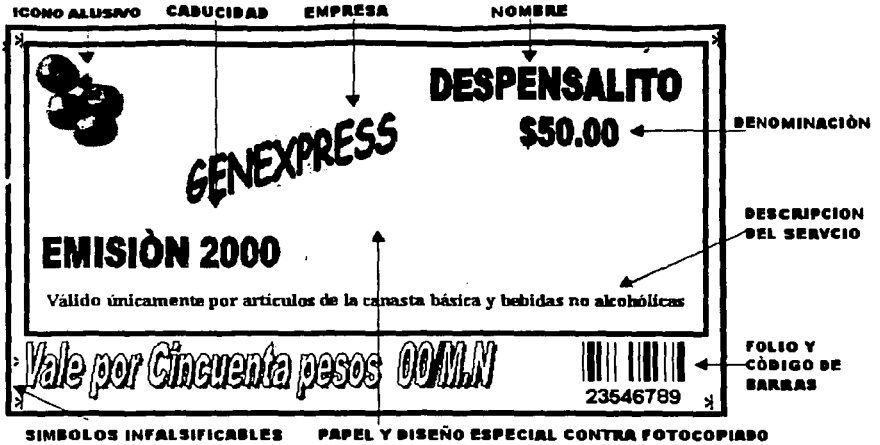 ICONO ALUSIVO CADUCIDAD EMPRESA NOMBRE
DESPENSALITO
$50.00
DENOMINACIÒN
GENEXPRESS
DESCRIPCION
DEL SERVCIO
EMISIÒN 2000
Válido únicamente por artículos de la canasta básica y bebidas no alcohólicas
Vale por Cincuenta pesos 00/M.N
23546789
FOLIO Y
CÒDIGO DE
BARRAS
SIMBOLOS INFALSIFICABLES PAPEL Y DISEÑO ESPECIAL CONTRA FOTOCOPIADO